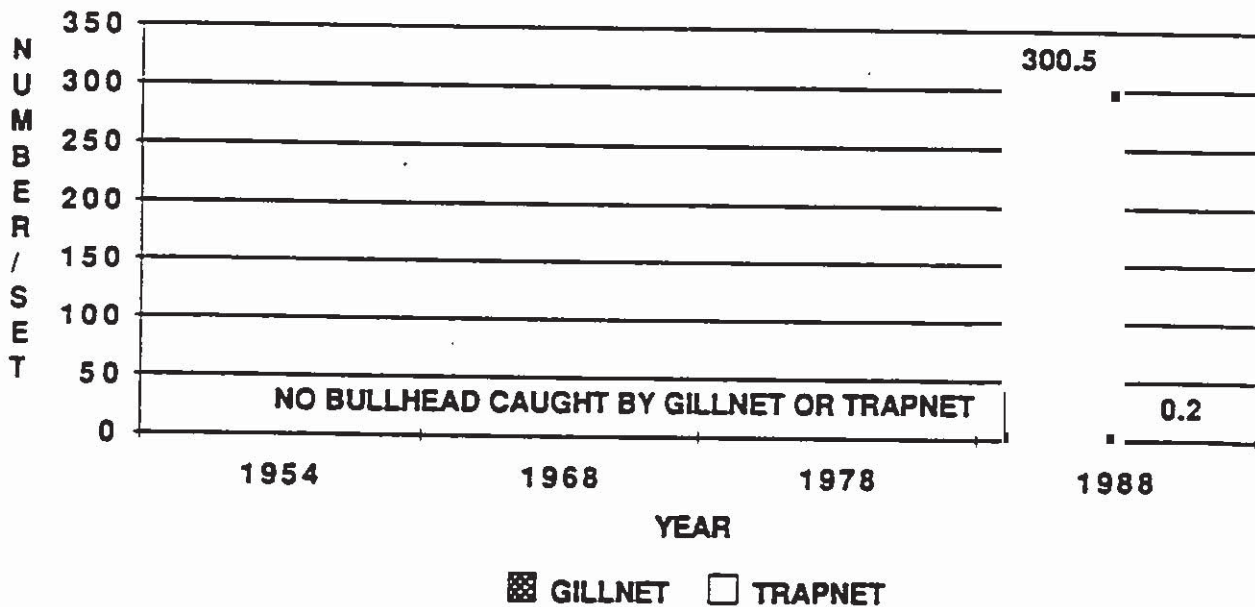 NUMBER/SET
350
300
250
200
150
100
50
0
300.5
NO BULLHEAD CAUGHT BY GILLNET OR TRAPNET
0.2
1954 1968 1978 1988
YEAR
GILLNET TRAPNET